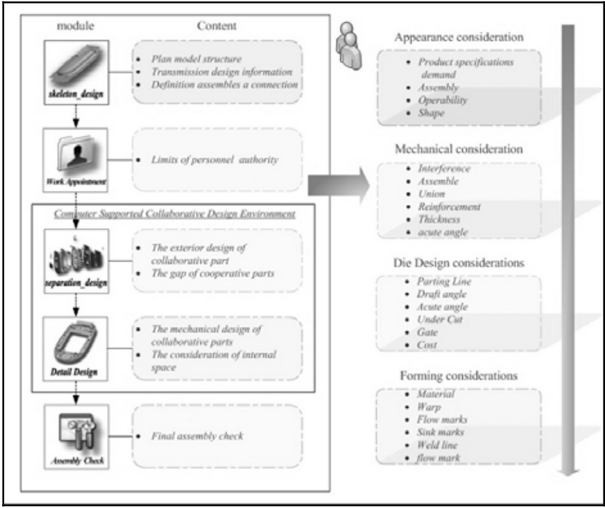 module
Content
skeleton_design
• Plan model structure
• Transmission design information
• Definition assembles a connection
Work Appointment
• Limits of personnel authority
Computer Supported Collaborative Design Environment
separation_design
• The exterior design of
collaborative part
• The gap of cooperative parts
Detail Design
• The mechanical design of
collaborative parts
• The consideration of internal
space
Assembly Check
• Final assembly check
Appearance consideration
• Product specifications
demand
• Assembly
• Operability
• Shape
Mechanical consideration
• Interference
• Assemble
• Union
• Reinforcement
• Thickness
• acute angle
Die Design considerations
• Parting Line
• Draft angle
• Acute angle
• Under Cut
• Gate
• Cost
Forming considerations
• Material
• Warp
• Flow marks
• Sink marks
• Weld line
• flow mark